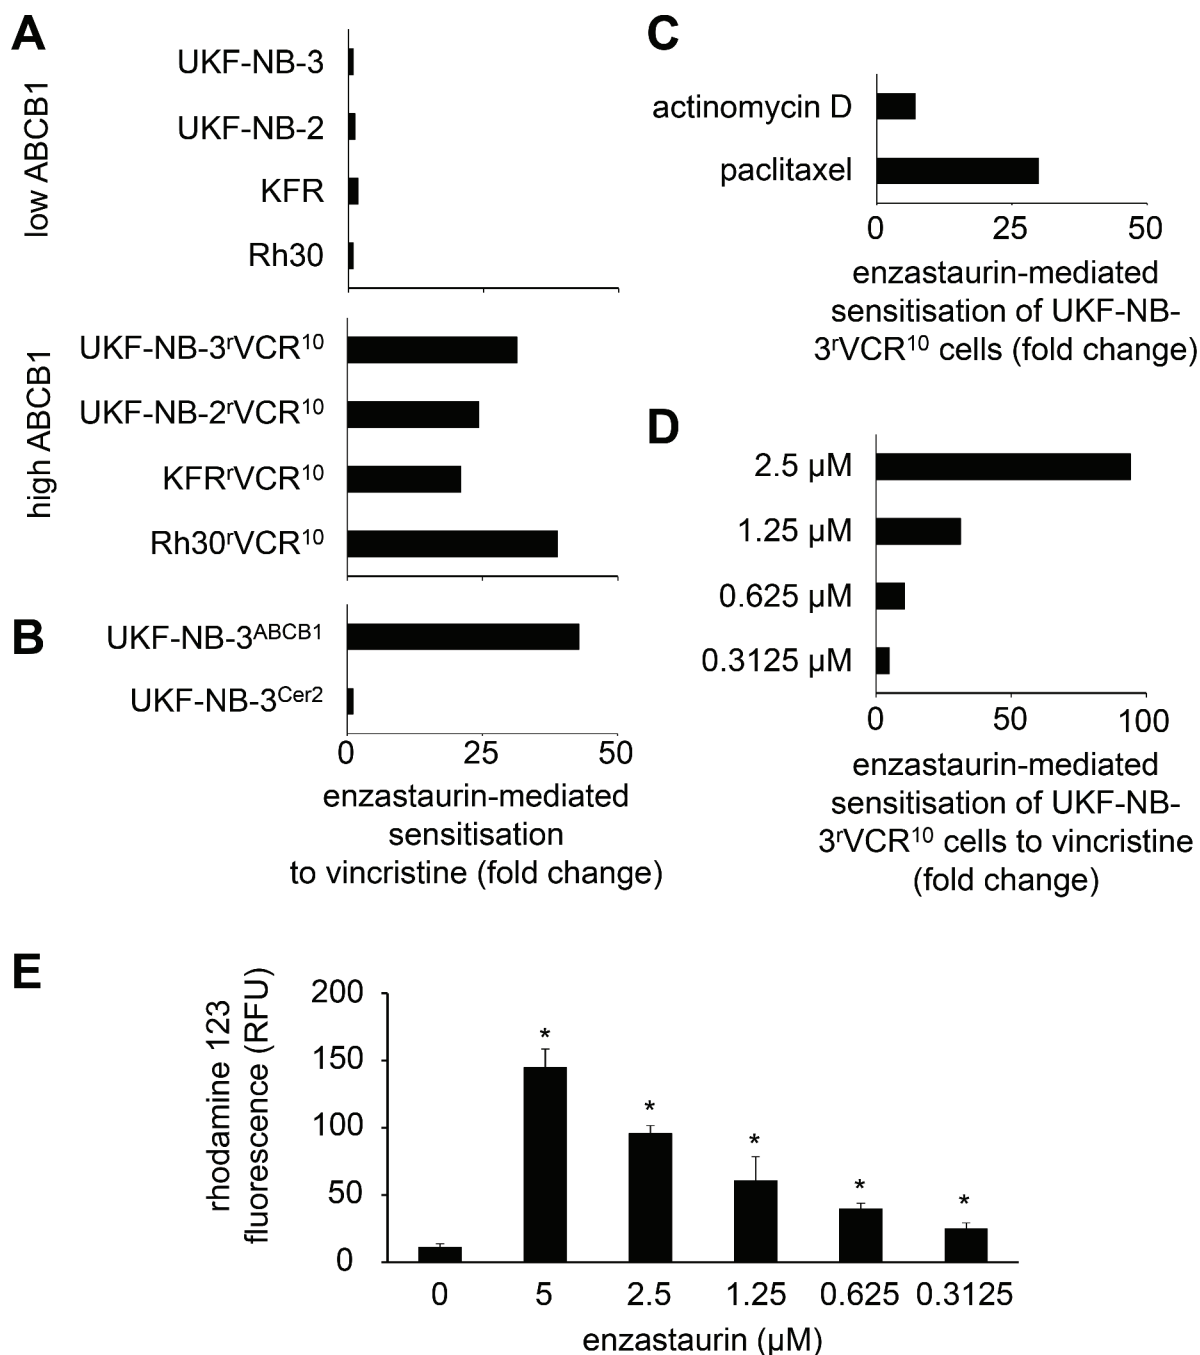 A
low ABCB1
UKF-NB-3
UKF-NB-2
KFR
Rh30
high ABCB1
UKF-NB-3ʳVCR¹⁰
UKF-NB-2ʳVCR¹⁰
KFRʳVCR¹⁰
Rh30ʳVCR¹⁰
B
UKF-NB-3ᴬᴮᶜᴮ¹
UKF-NB-3ᶜᵉʳ²
0 25 50
enzastaurin-mediated
sensitisation
to vincristine (fold change)
C
actinomycin D
paclitaxel
0 25 50
enzastaurin-mediated
sensitisation of UKF-NB-
3ʳVCR¹⁰ cells (fold change)
D
2.5 µM
1.25 µM
0.625 µM
0.3125 µM
0 50 100
enzastaurin-mediated
sensitisation of UKF-NB-
3ʳVCR¹⁰ cells to vincristine
(fold change)
E
rhodamine 123
fluorescence (RFU)
200
150
100
50
0
* * * * *
0 5 2.5 1.25 0.625 0.3125
enzastaurin (µM)